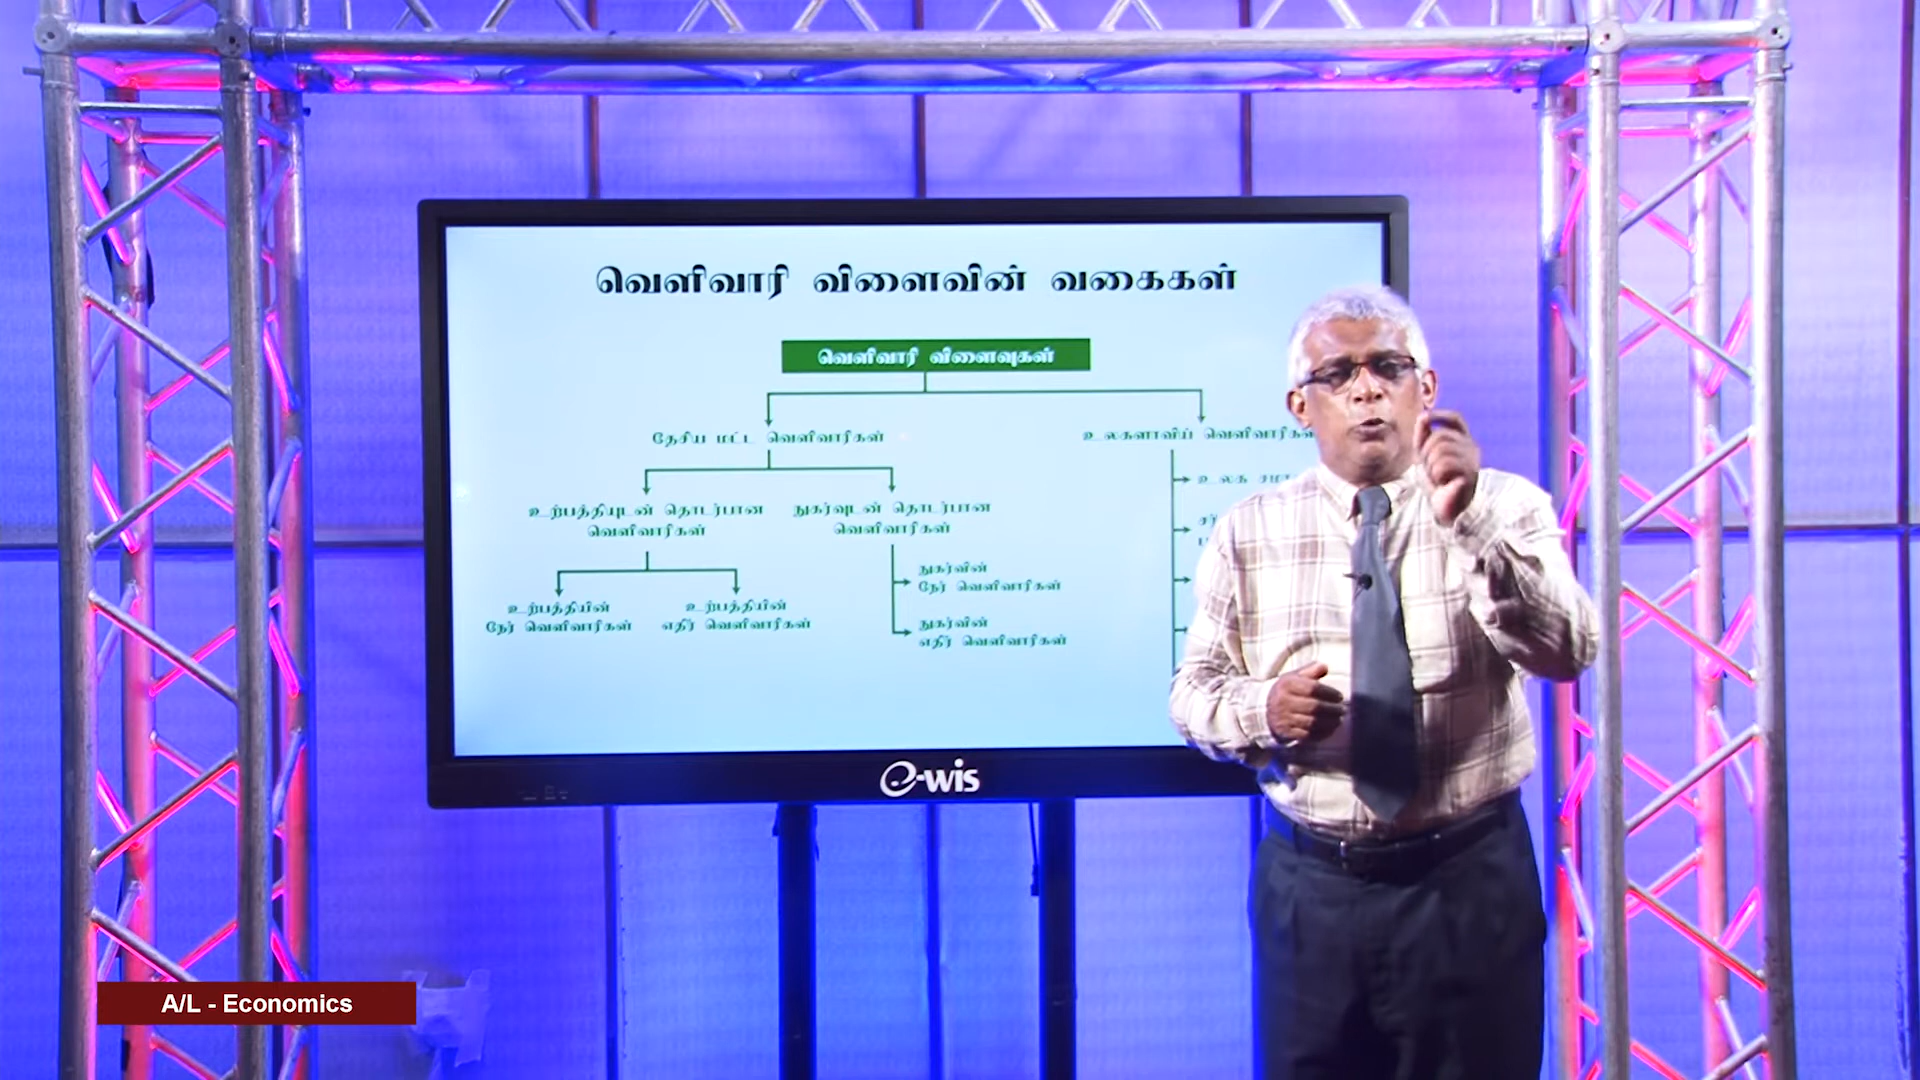 வெளிவாரி விளைவின் வகைகள்
வெளிவாரி விளைவுகள்
தேசிய மட்ட வெளிவாரிகள்
உலகளாவிய வெளிவாரிகள்
உற்பத்தியுடன் தொடர்பான
வெளிவாரிகள்
நுகர்வுடன் தொடர்பான
வெளிவாரிகள்
உற்பத்தியின்
நேர் வெளிவாரிகள்
உற்பத்தியின்
எதிர் வெளிவாரிகள்
நுகர்வின்
நேர் வெளிவாரிகள்
நுகர்வின்
எதிர் வெளிவாரிகள்
உலக
e-wis
A/L - Economics